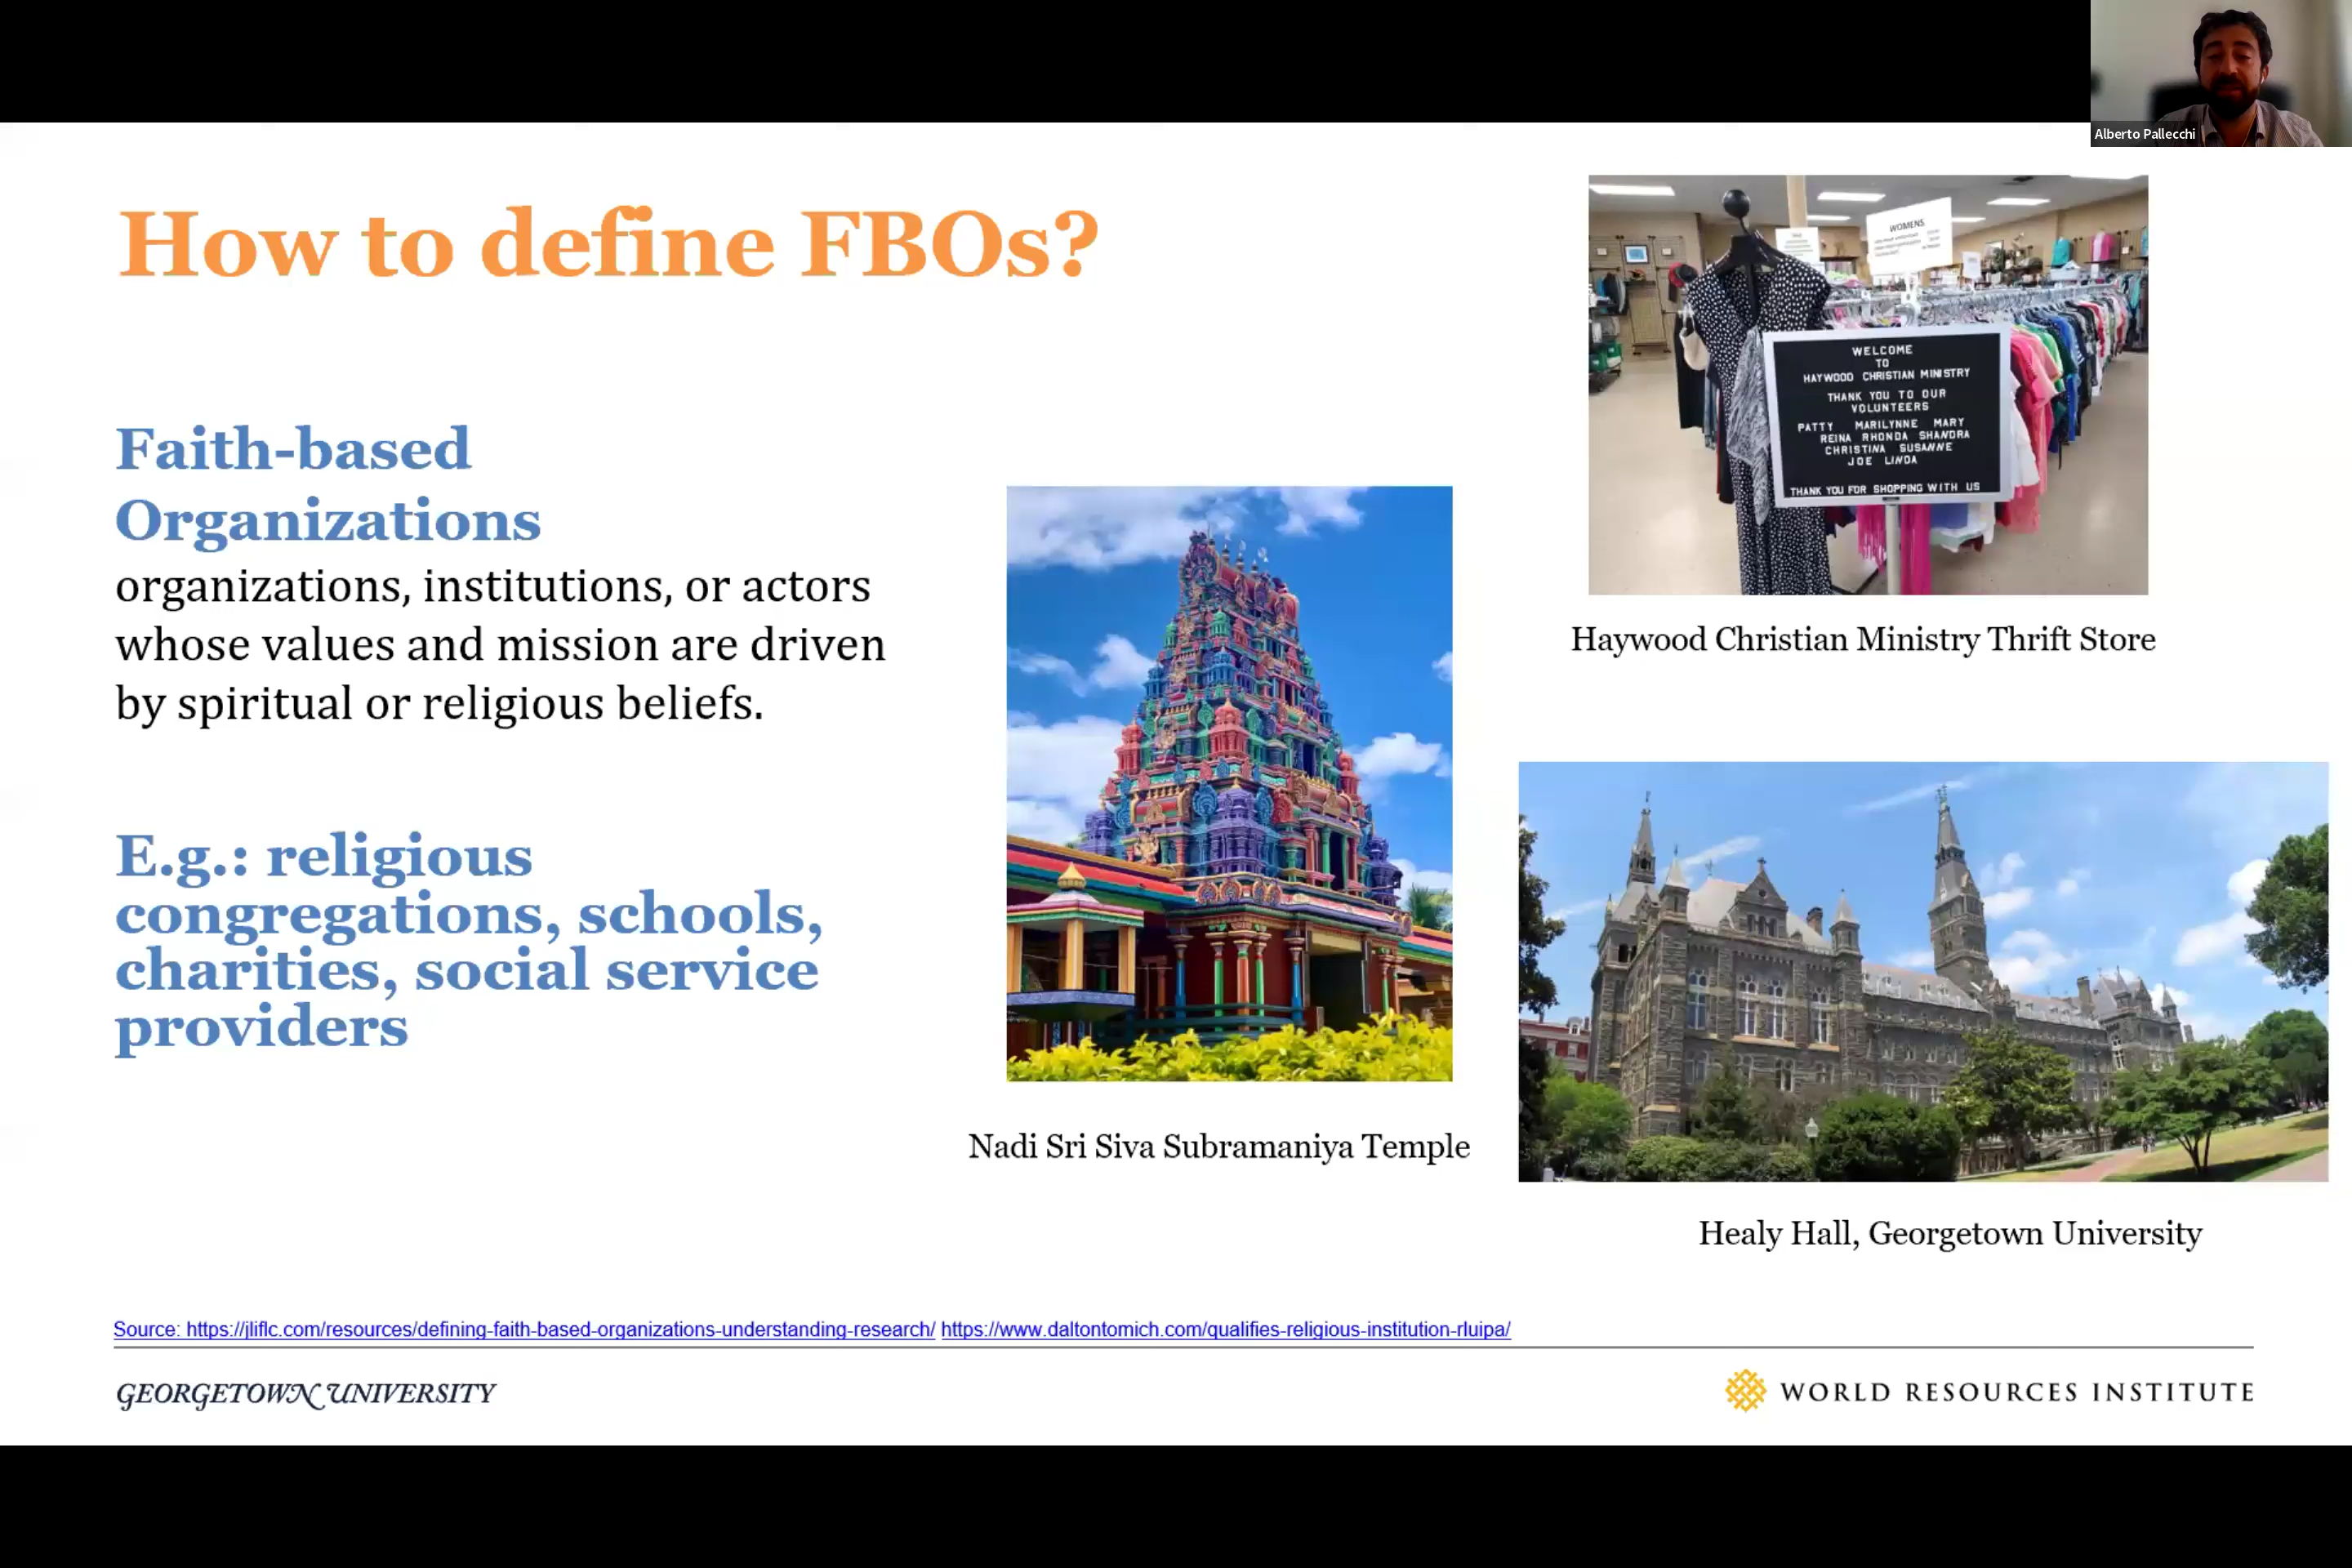 Alberto Pallecchi
How to define FBOs?
Faith-based
Organizations
organizations, institutions, or actors
whose values and mission are driven
by spiritual or religious beliefs.
E.g.: religious
congregations, schools,
charities, social service
providers
WOMENS
WELCOME
TO
HAYWOOD CHRISTIAN MINISTRY
THANK YOU TO OUR
VOLUNTEERS
PATTY MARILYNNE MARY
REINA RHONDA SHANDRA
CHRISTINA SUSANNE
JOE LINDA
THANK YOU FOR SHOPPING WITH US
Haywood Christian Ministry Thrift Store
Nadi Sri Siva Subramaniya Temple
Healy Hall, Georgetown University
Source: https://jliflc.com/resources/defining-faith-based-organizations-understanding-research/ https://www.daltontomich.com/qualifies-religious-institution-rluipa/
GEORGETOWN UNIVERSITY
WORLD RESOURCES INSTITUTE